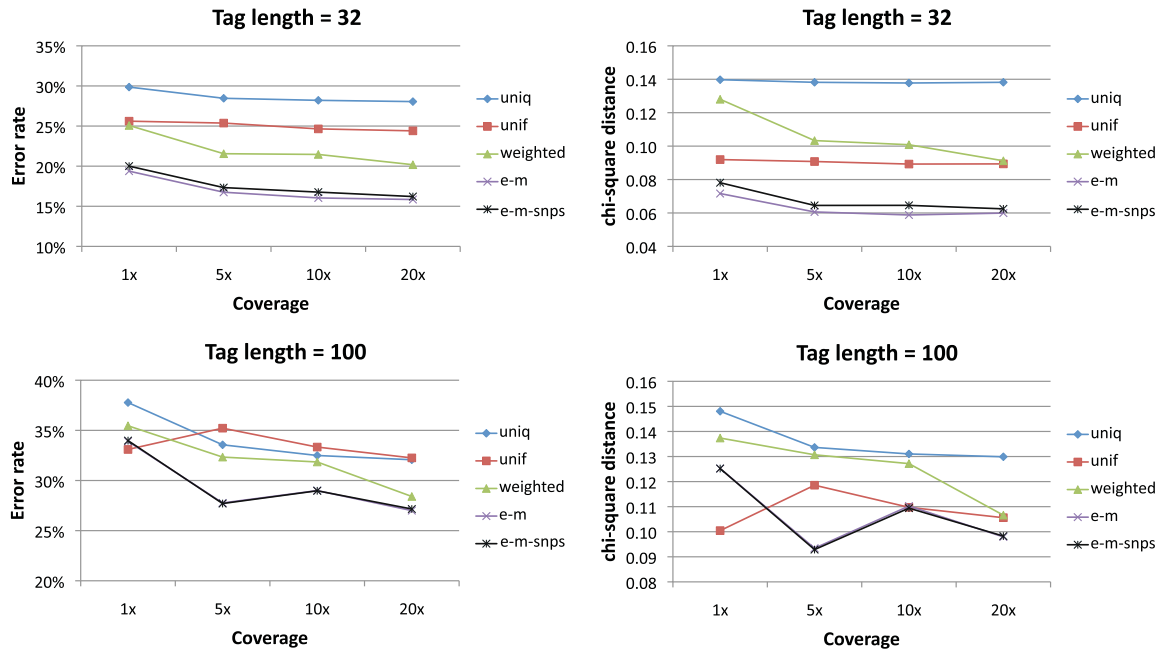 Tag length = 32
35%
30%
25%
20%
15%
10%
Error rate
1x 5x 10x 20x
Coverage
uniq
unif
weighted
e-m
e-m-snps
Tag length = 32
0.16
0.14
0.12
0.10
0.08
0.06
0.04
chi-square distance
1x 5x 10x 20x
Coverage
uniq
unif
weighted
e-m
e-m-snps
Tag length = 100
40%
35%
30%
25%
20%
Error rate
1x 5x 10x 20x
Coverage
uniq
unif
weighted
e-m
e-m-snps
Tag length = 100
0.16
0.15
0.14
0.13
0.12
0.11
0.10
0.09
0.08
chi-square distance
1x 5x 10x 20x
Coverage
uniq
unif
weighted
e-m
e-m-snps